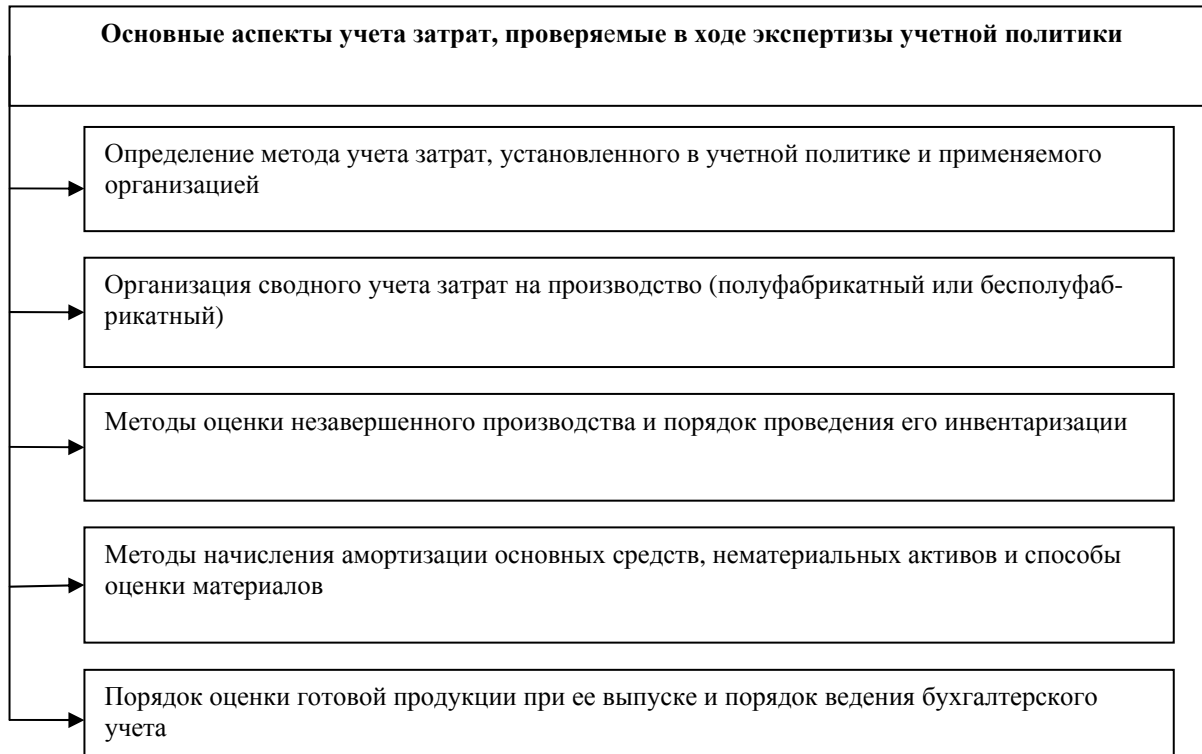 Основные аспекты учета затрат, проверяемые в ходе экспертизы учетной политики
Определение метода учета затрат, установленного в учетной политике и применяемого
организацией
Организация сводного учета затрат на производство (полуфабрикатный или бесполуфаб-
рикатный)
Методы оценки незавершенного производства и порядок проведения его инвентаризации
Методы начисления амортизации основных средств, нематериальных активов и способы
оценки материалов
Порядок оценки готовой продукции при ее выпуске и порядок ведения бухгалтерского
учета